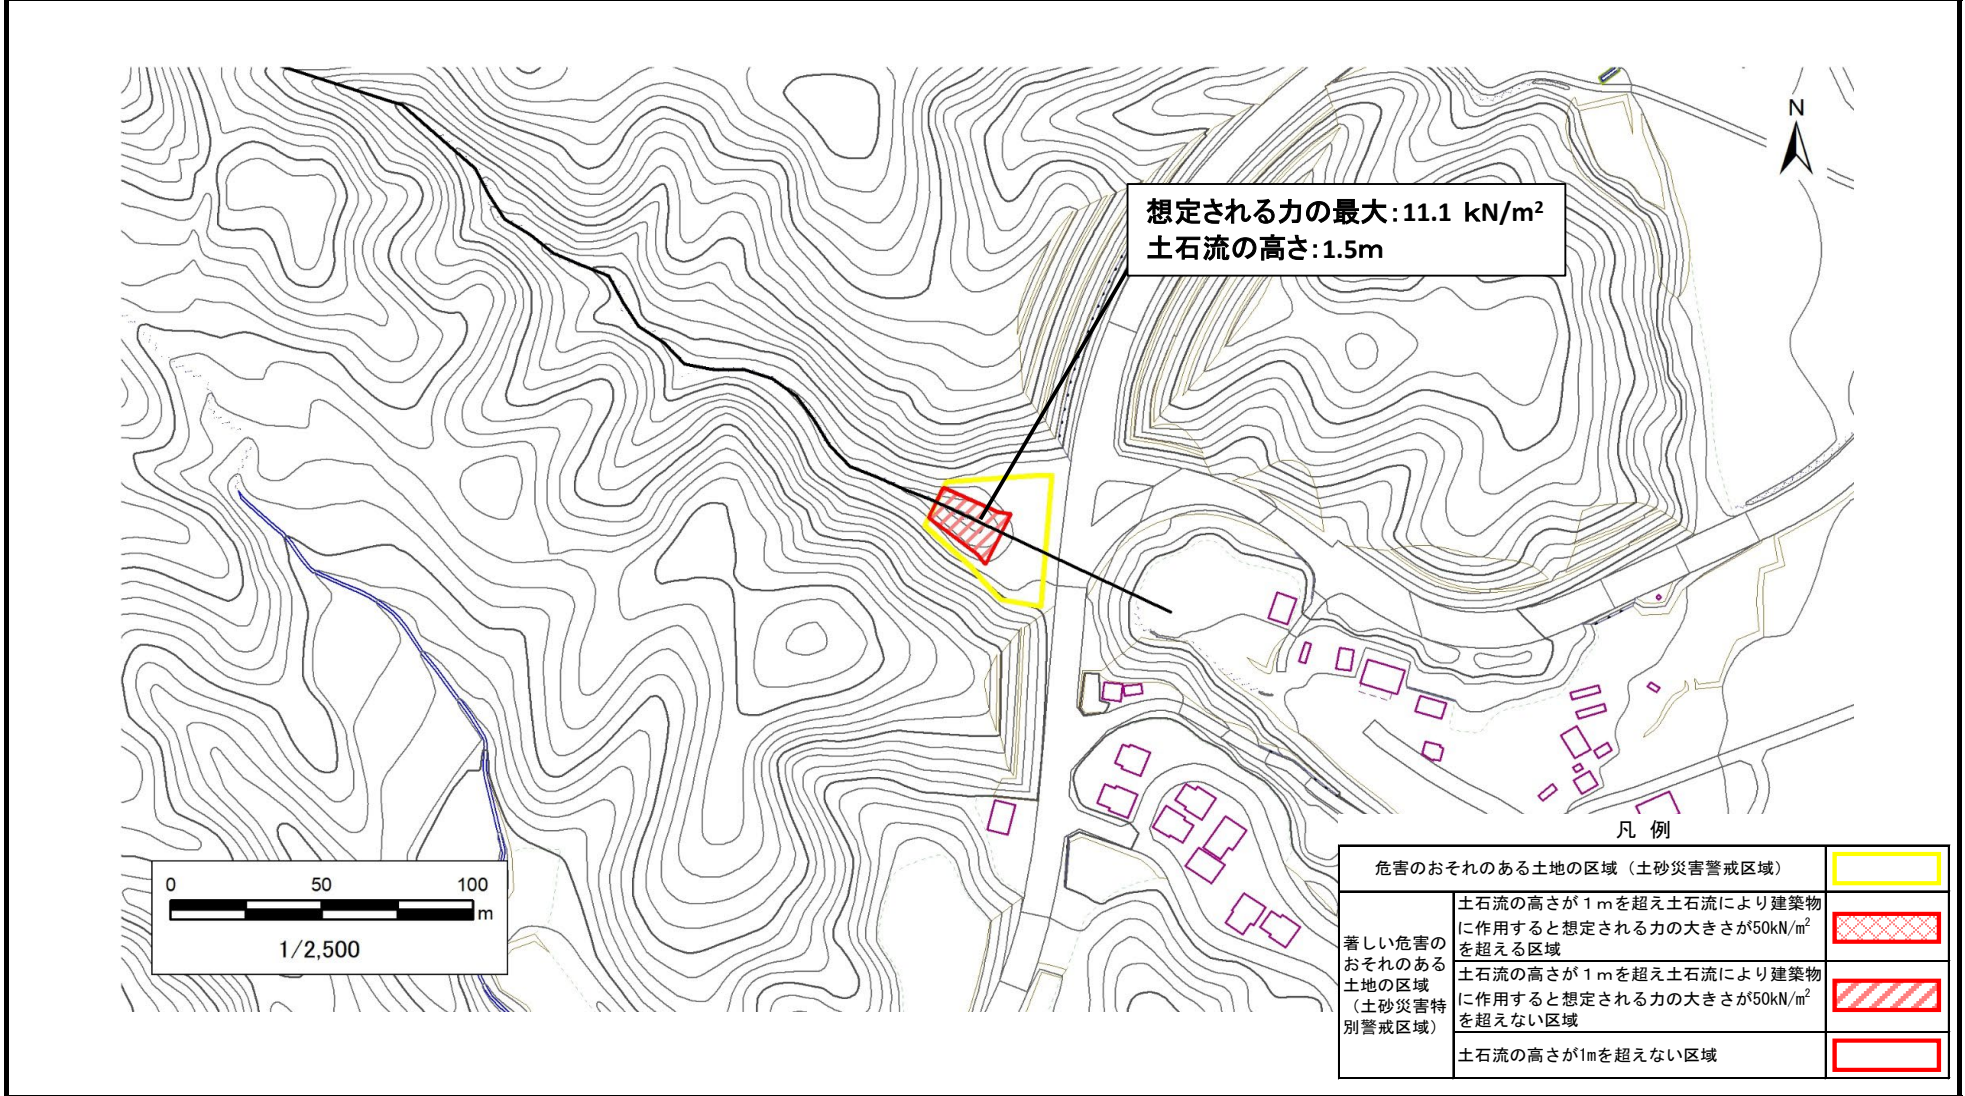 N
想定される力の最大：11.1 kN/m²
土石流の高さ：1.5m
0 50 100
m
1/2,500
凡 例
危害のおそれのある土地の区域（土砂災害警戒区域）
著しい危害の
おそれのある
土地の区域
（土砂災害特
別警戒区域）
土石流の高さが１ｍを超え土石流により建築物
に作用すると想定される力の大きさが50kN/m²
を超える区域
土石流の高さが１ｍを超え土石流により建築物
に作用すると想定される力の大きさが50kN/m²
を超えない区域
土石流の高さが1mを超えない区域